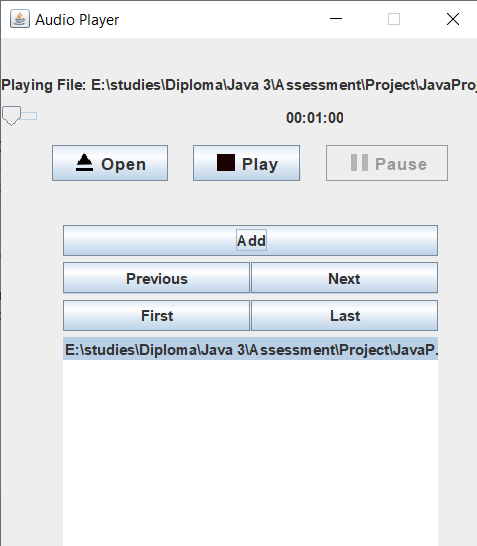 Audio Player
Playing File: E:\studies\Diploma\Java 3\Assessment\Project\JavaProj
00:01:00
Open Play Pause
Add
Previous Next
First Last
E:\studies\Diploma\Java 3\Assessment\Project\JavaP.